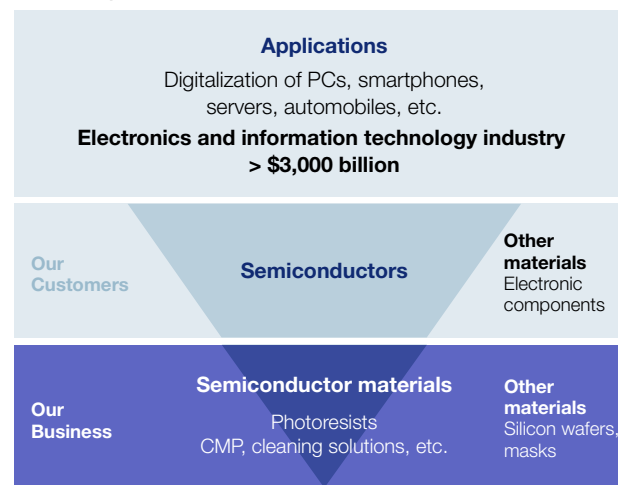 Applications
Digitalization of PCs, smartphones,
servers, automobiles, etc.
Electronics and information technology industry
> $3,000 billion
Our
Customers
Semiconductors
Other
materials
Electronic
components
Our
Business
Semiconductor materials
Photoresists
CMP, cleaning solutions, etc.
Other
materials
Silicon wafers,
masks